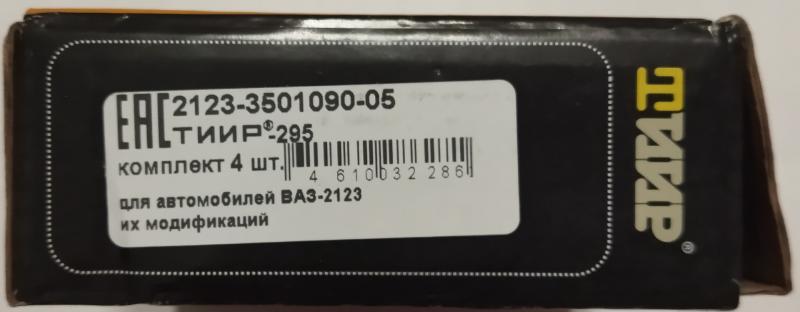 EAC 2123-3501090-05
ТИИР®-295
комплект 4 шт.
4 610032 286
для автомобилей ВАЗ-2123
их модификаций
ТИИР®